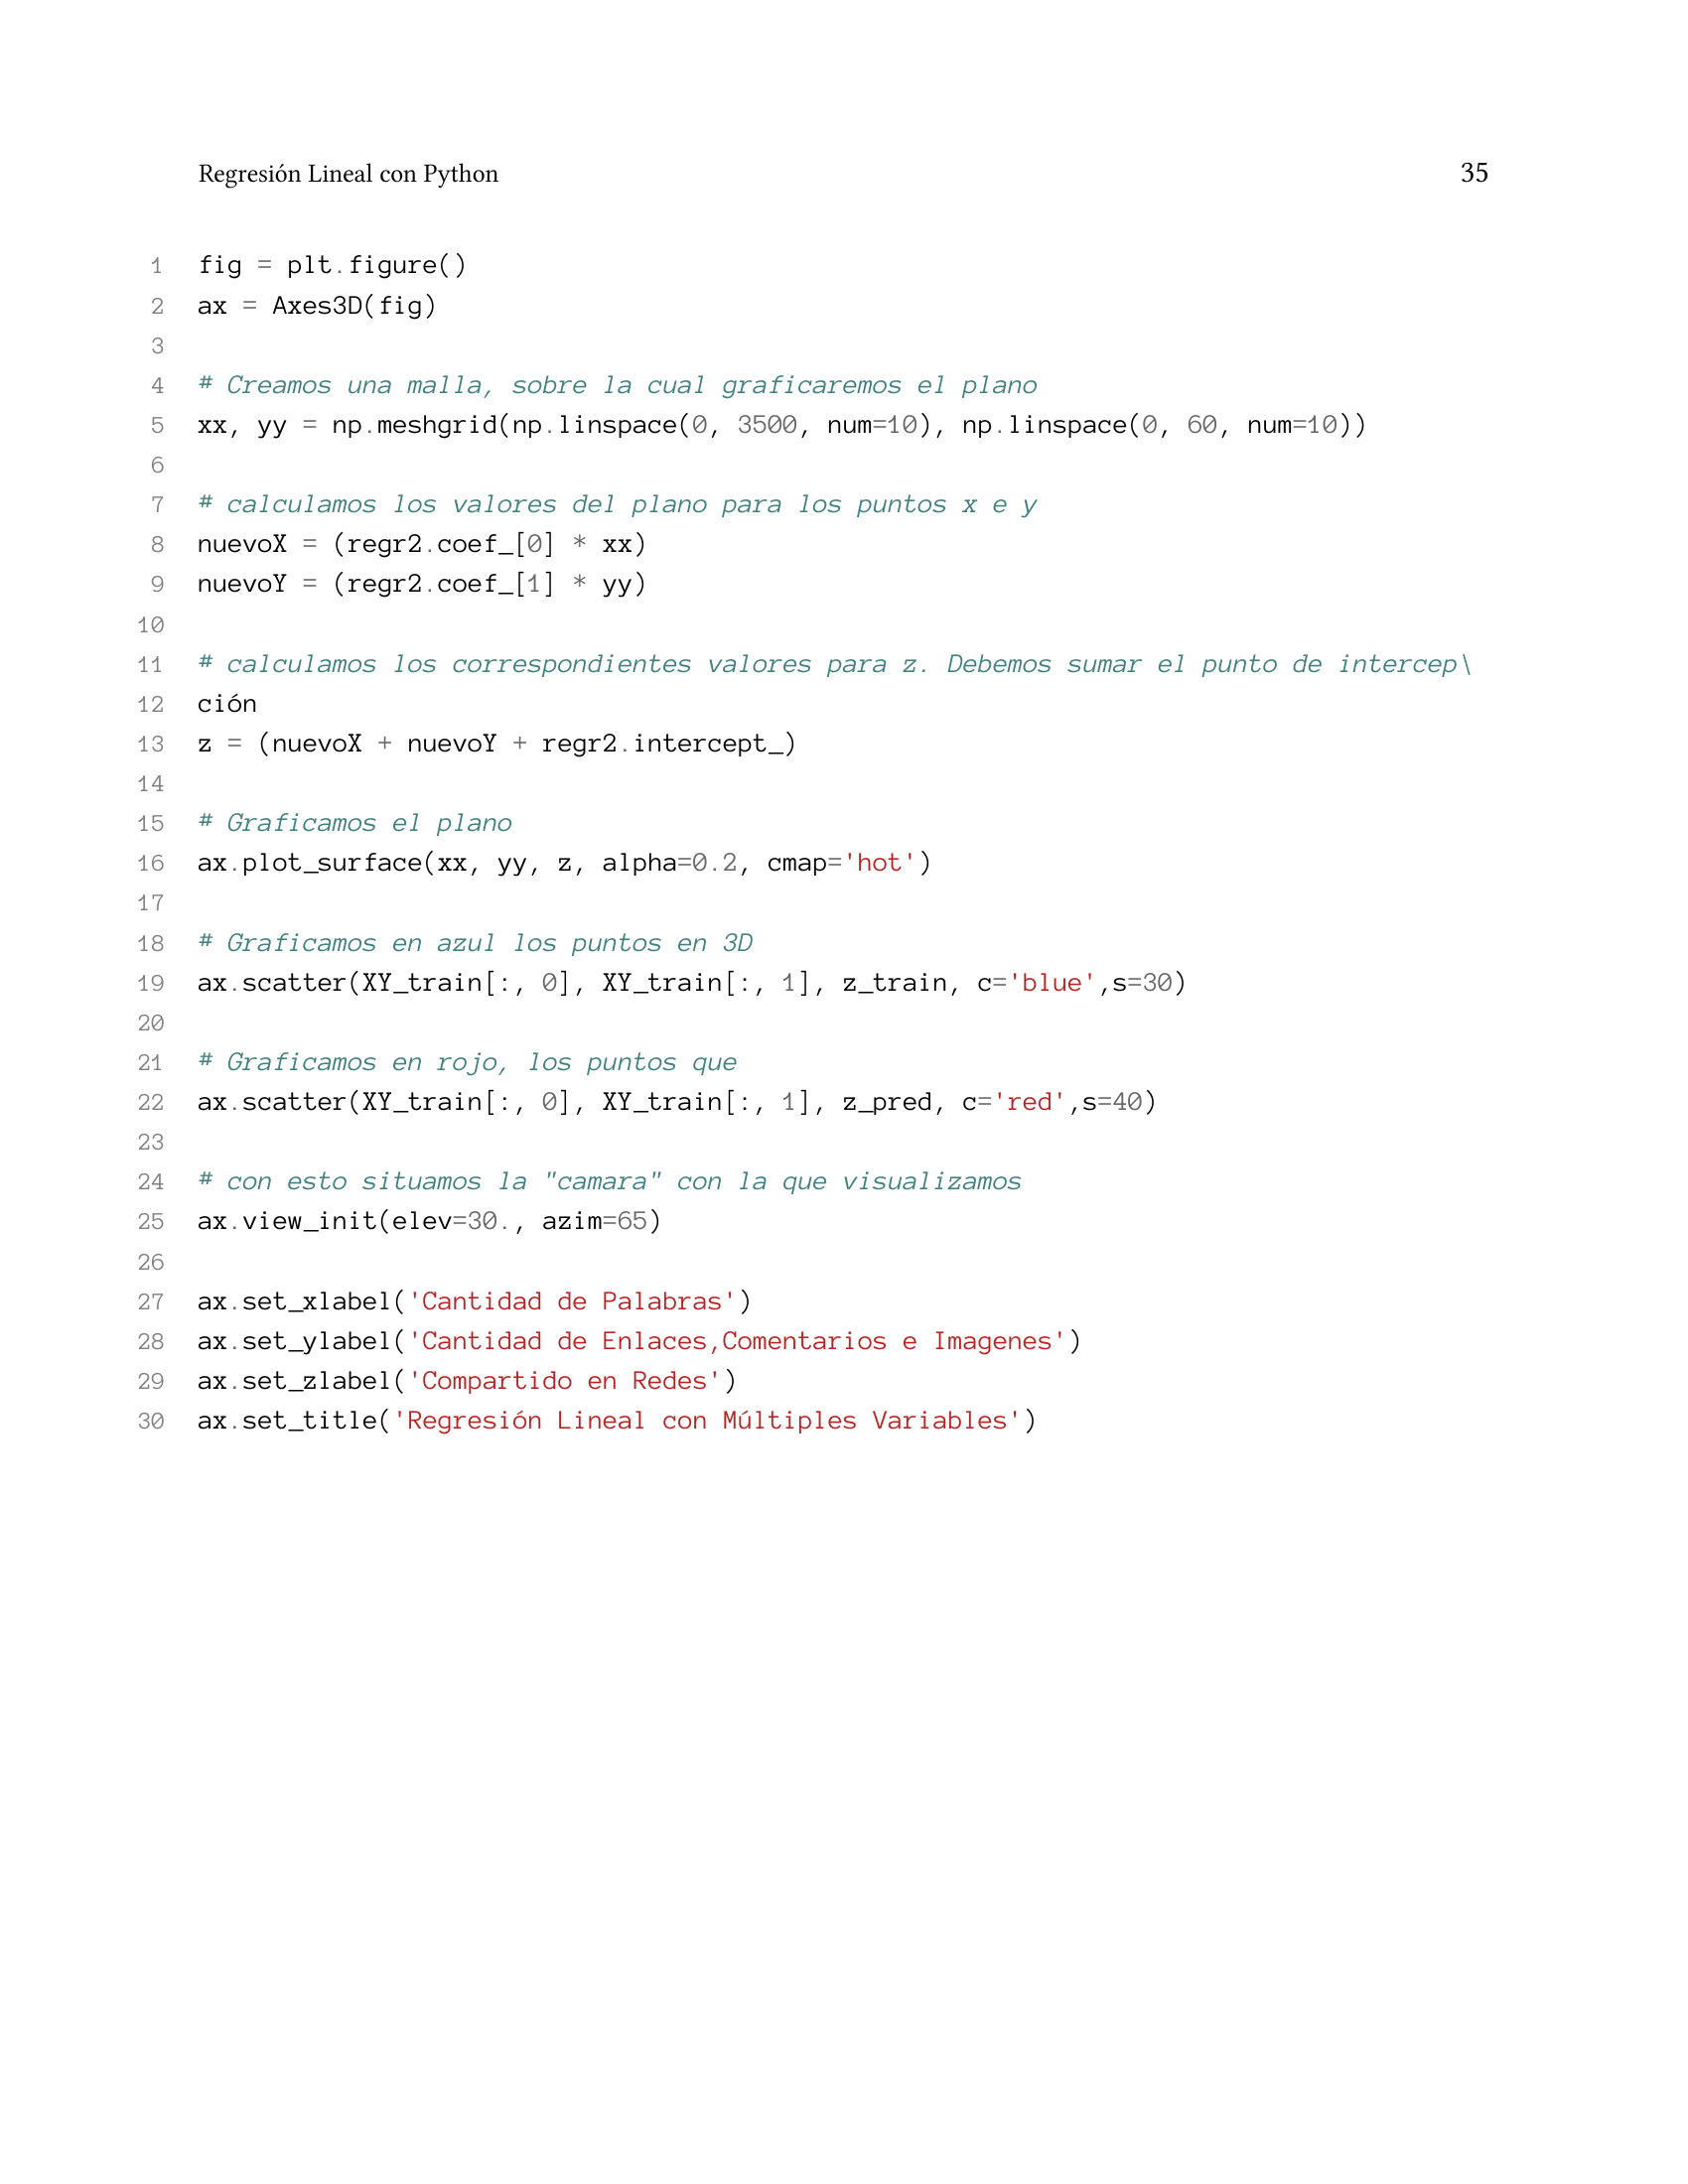 Regresión Lineal con Python 35
1 fig = plt.figure()
2 ax = Axes3D(fig)
3
4 # Creamos una malla, sobre la cual graficaremos el plano
5 xx, yy = np.meshgrid(np.linspace(0, 3500, num=10), np.linspace(0, 60, num=10))
6
7 # calculamos los valores del plano para los puntos x e y
8 nuevoX = (regr2.coef_[0] * xx)
9 nuevoY = (regr2.coef_[1] * yy)
10
11 # calculamos los correspondientes valores para z. Debemos sumar el punto de intercep\
12 ción
13 z = (nuevoX + nuevoY + regr2.intercept_)
14
15 # Graficamos el plano
16 ax.plot_surface(xx, yy, z, alpha=0.2, cmap='hot')
17
18 # Graficamos en azul los puntos en 3D
19 ax.scatter(XY_train[:, 0], XY_train[:, 1], z_train, c='blue',s=30)
20
21 # Graficamos en rojo, los puntos que
22 ax.scatter(XY_train[:, 0], XY_train[:, 1], z_pred, c='red',s=40)
23
24 # con esto situamos la "camara" con la que visualizamos
25 ax.view_init(elev=30., azim=65)
26
27 ax.set_xlabel('Cantidad de Palabras')
28 ax.set_ylabel('Cantidad de Enlaces,Comentarios e Imagenes')
29 ax.set_zlabel('Compartido en Redes')
30 ax.set_title('Regresión Lineal con Múltiples Variables')